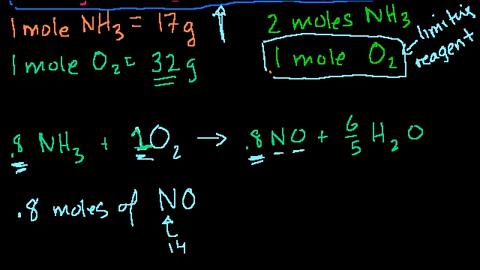 1 mole NH3 = 17g
2 moles NH3
1 mole O2 = 32g
1 mole O2
limiting reagent
.8 NH3 + 1O2 → .8 NO + 6/5 H2O
.8 moles of NO
14